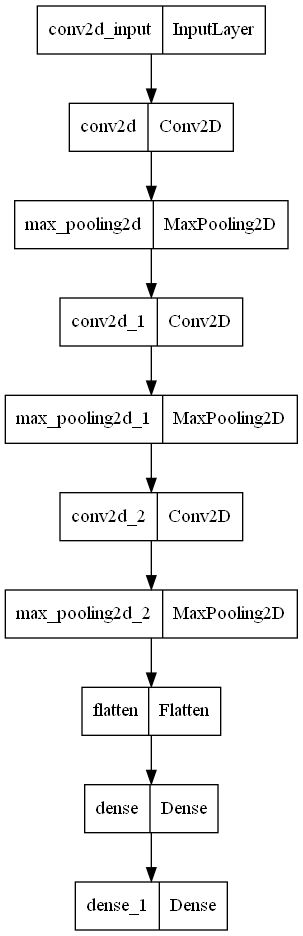 conv2d_input InputLayer
conv2d Conv2D
max_pooling2d MaxPooling2D
conv2d_1 Conv2D
max_pooling2d_1 MaxPooling2D
conv2d_2 Conv2D
max_pooling2d_2 MaxPooling2D
flatten Flatten
dense Dense
dense_1 Dense